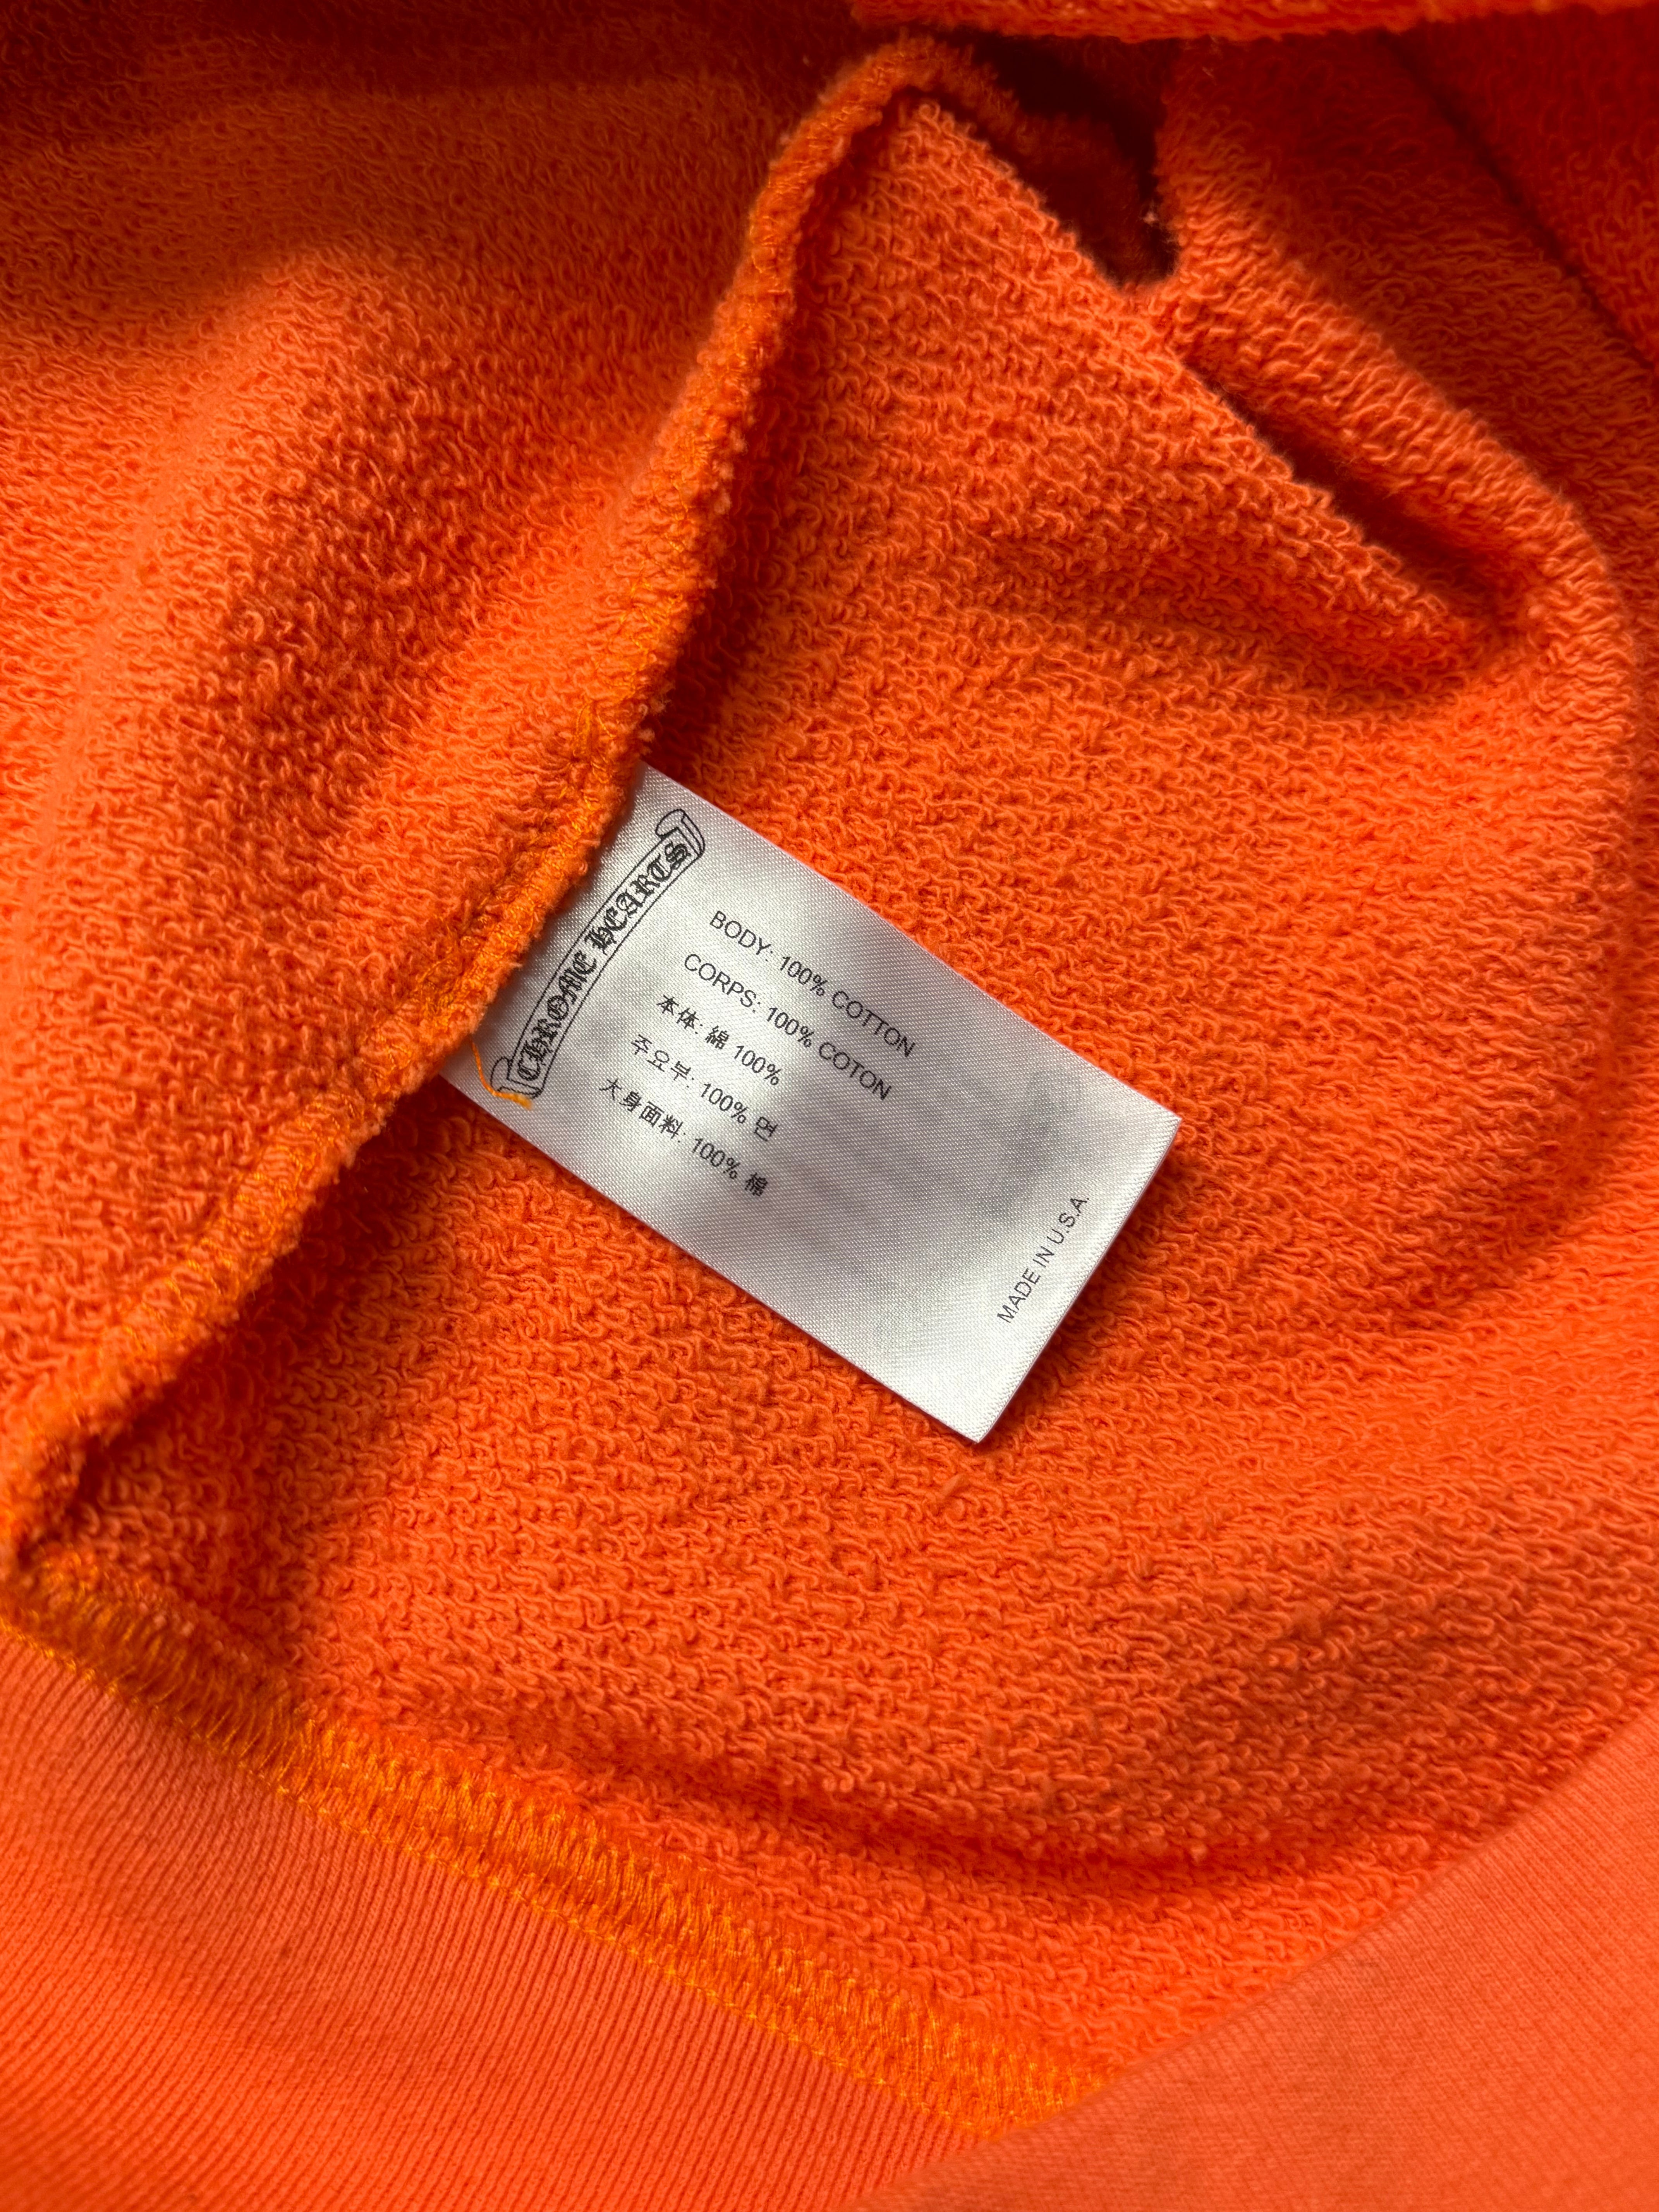 CHROME HEARTS
BODY: 100% COTTON
CORPS: 100% COTON
本体: 綿 100%
주요부: 100% 면
大身面料: 100% 棉
MADE IN U.S.A.